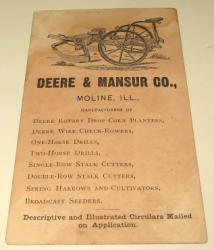 DEERE & MANSUR CO.,
MOLINE, ILL.,
MANUFACTURERS OF
DEERE ROTARY DROP CORN PLANTERS,
DEERE WIRE CHECK-ROWERS,
ONE-HORSE DRILLS,
TWO-HORSE DRILLS,
SINGLE-ROW STALK CUTTERS,
DOUBLE-ROW STALK CUTTERS,
SPRING HARROWS AND CULTIVATORS,
BROADCAST SEEDERS.
Descriptive and Illustrated Circulars Mailed
on Application.